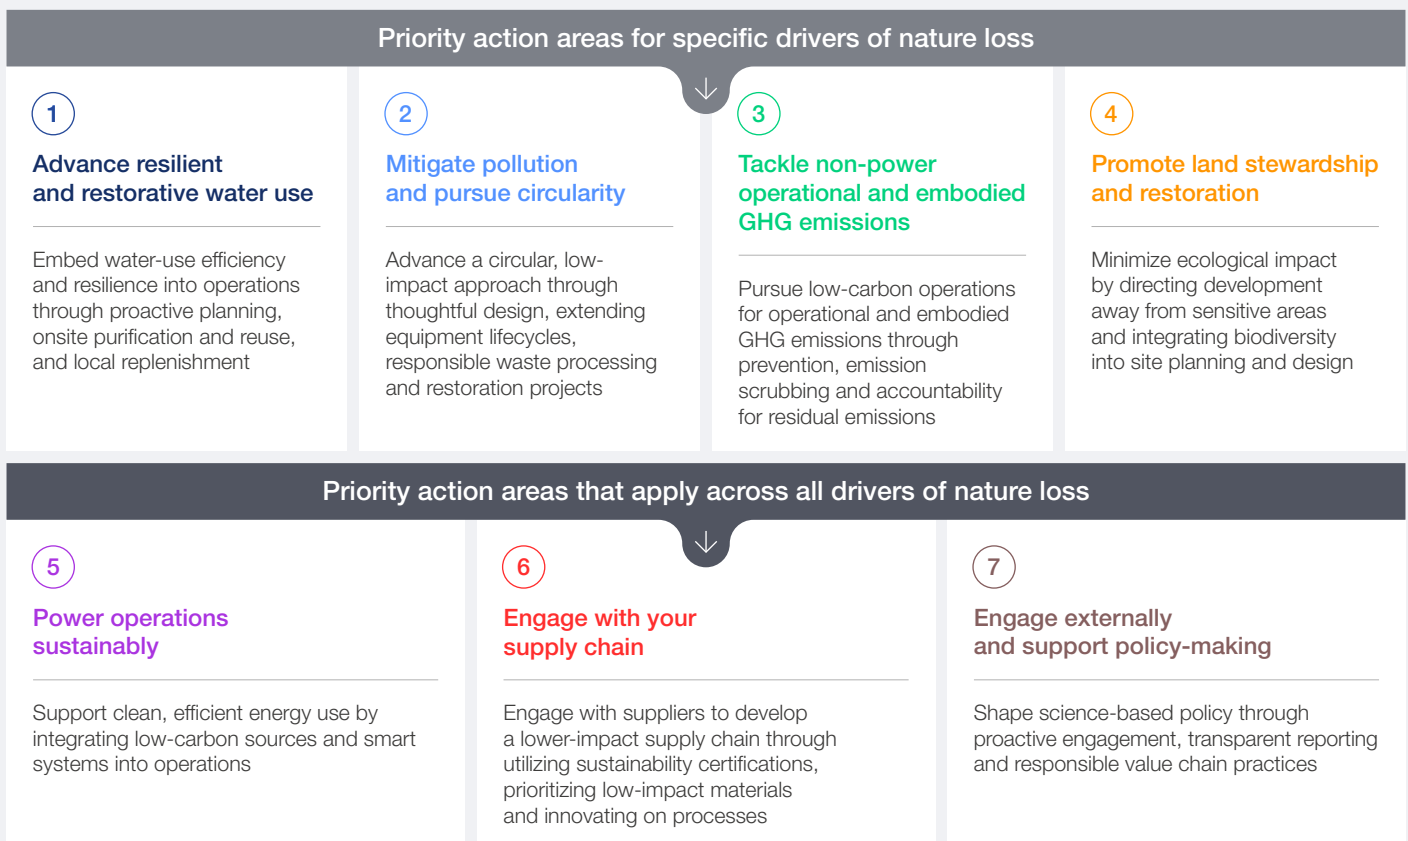 Priority action areas for specific drivers of nature loss
1
Advance resilient
and restorative water use
Embed water-use efficiency
and resilience into operations
through proactive planning,
onsite purification and reuse,
and local replenishment
2
Mitigate pollution
and pursue circularity
Advance a circular, low-
impact approach through
thoughtful design, extending
equipment lifecycles,
responsible waste processing
and restoration projects
3
Tackle non-power
operational and embodied
GHG emissions
Pursue low-carbon operations
for operational and embodied
GHG emissions through
prevention, emission
scrubbing and accountability
for residual emissions
4
Promote land stewardship
and restoration
Minimize ecological impact
by directing development
away from sensitive areas
and integrating biodiversity
into site planning and design
Priority action areas that apply across all drivers of nature loss
5
Power operations
sustainably
Support clean, efficient energy use by
integrating low-carbon sources and smart
systems into operations
6
Engage with your
supply chain
Engage with suppliers to develop
a lower-impact supply chain through
utilizing sustainability certifications,
prioritizing low-impact materials
and innovating on processes
7
Engage externally
and support policy-making
Shape science-based policy through
proactive engagement, transparent reporting
and responsible value chain practices